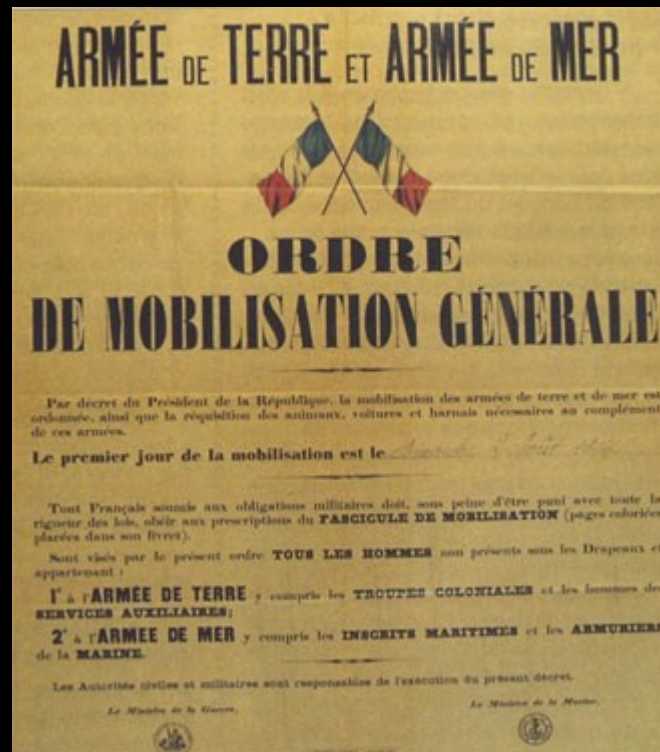 ARMÉE DE TERRE ET ARMÉE DE MER
ORDRE
DE MOBILISATION GÉNÉRALE
Par décret du Président de la République, la mobilisation des armées de terre et de mer est
ordonnée, ainsi que la réquisition des animaux, voitures et harnais nécessaires au complément
de ces armées.
Le premier jour de la mobilisation est le Dimanche 2 Août 1914
Tout Français soumis aux obligations militaires doit, sous peine d'être puni avec toute la
rigueur des lois, obéir aux prescriptions du FASCICULE DE MOBILISATION (pages coloriées
placées dans son livret).
Sont visés par le présent ordre TOUS LES HOMMES non présents sous les Drapeaux et
appartenant :
1° à l'ARMÉE DE TERRE y compris les TROUPES COLONIALES et les hommes des
SERVICES AUXILIAIRES;
2° à l'ARMÉE DE MER y compris les INSCRITS MARITIMES et les ARMURIERS
de la MARINE.
Les Autorités civiles et militaires sont responsables de l'exécution du présent décret.
Le Ministre de la Guerre,
Le Ministre de la Marine,